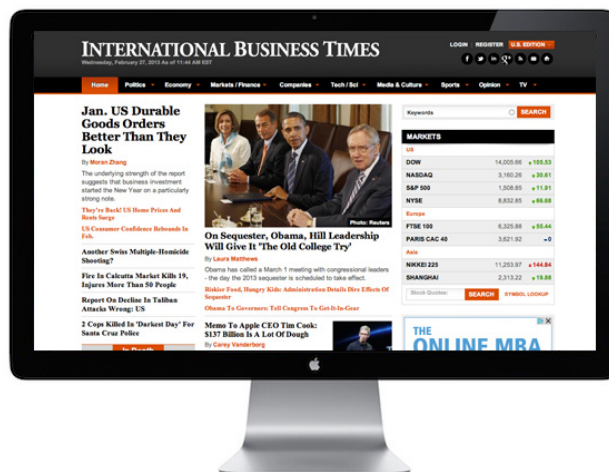 INTERNATIONAL BUSINESS TIMES
Wednesday, February 27, 2013 As of 11:44 AM EST
LOGIN | REGISTER U.S. EDITION
Home Politics Economy Markets / Finance Companies Tech / Sci Media & Culture Sports Opinion TV
Jan. US Durable
Goods Orders
Better Than They
Look
By Moran Zhang
The underlying strength of the report
suggests that business investment
started the New Year on a particularly
strong note.
They're Back! US Home Prices And
Rents Surge
US Consumer Confidence Rebounds In
Feb.
Another Swiss Multiple-Homicide
Shooting?
Fire In Calcutta Market Kills 19,
Injures More Than 50 People
Report On Decline In Taliban
Attacks Wrong: US
2 Cops Killed In 'Darkest Day' For
Santa Cruz Police
In Depth
Photo: Reuters
On Sequester, Obama, Hill Leadership
Will Give It 'The Old College Try'
By Laura Matthews
Obama has called a March 1 meeting with congressional leaders
- the day the 2013 sequester is scheduled to take effect.
Riskier Food, Hungry Kids: Administration Details Dire Effects Of
Sequester
Obama To Governors: Tell Congress To Get-It-In-Gear
Memo To Apple CEO Tim Cook:
$137 Billion Is A Lot Of Dough
By Carey Vanderborg
Keywords SEARCH
MARKETS
US
DOW 14,005.66 105.53
NASDAQ 3,160.26 30.61
S&P 500 1,508.85 11.91
NYSE 8,832.85 66.68
Europe
FTSE 100 6,325.88 55.44
PARIS CAC 40 3,621.92 0
Asia
NIKKEI 225 11,253.97 144.84
SHANGHAI 2,313.22 19.88
Stock Quotes: SEARCH SYMBOL LOOKUP
THE
ONLINE MBA